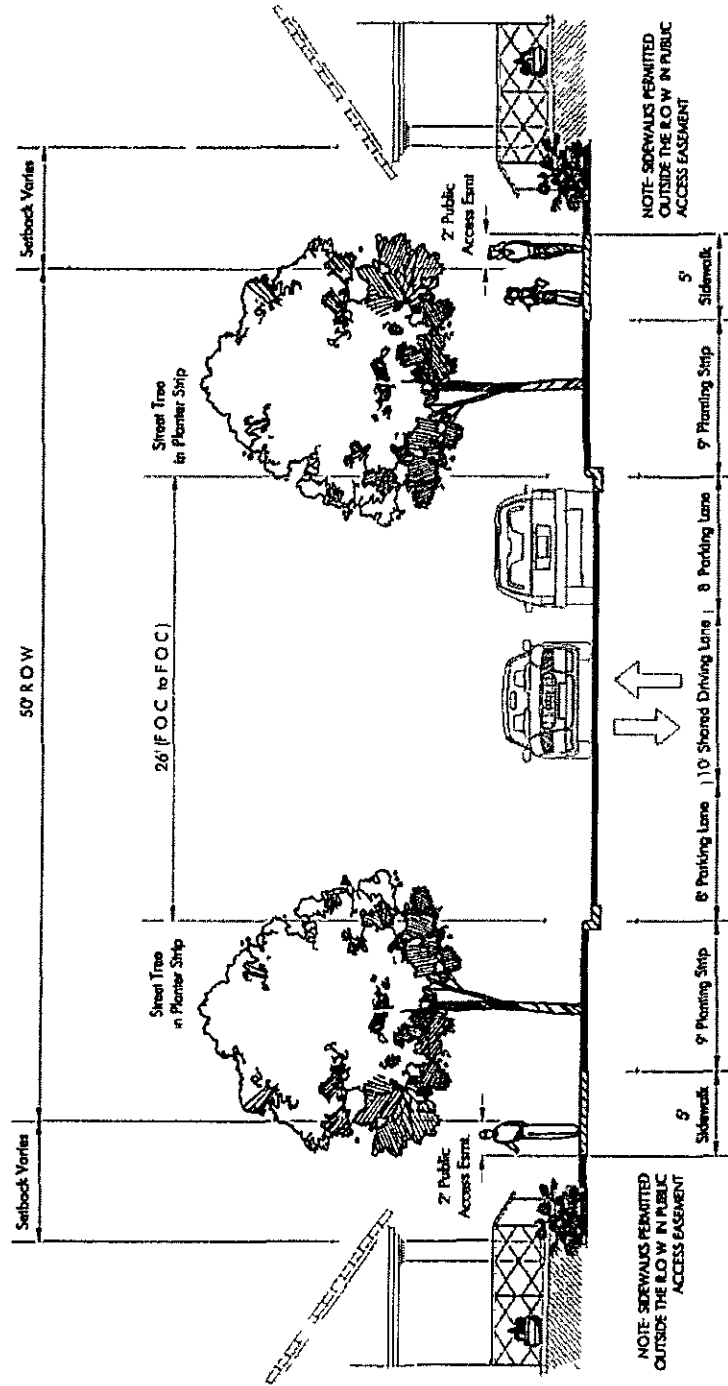 Setback Varies
50' R O W
Setback Varies
26' (F O C to F O C)
Street Tree
in Planter Strip
Street Tree
in Planter Strip
2' Public
Access Esmt.
2' Public
Access Esmt
NOTE- SIDEWALKS PERMITTED
OUTSIDE THE R.O W IN PUBLIC
ACCESS EASEMENT
5'
Sidewalk
9' Planting Strip
8' Parking Lane
10' Shared Driving Lane
8 Parking Lane
9' Planting Strip
5'
Sidewalk
NOTE- SIDEWALKS PERMITTED
OUTSIDE THE R.O W IN PUBLIC
ACCESS EASEMENT